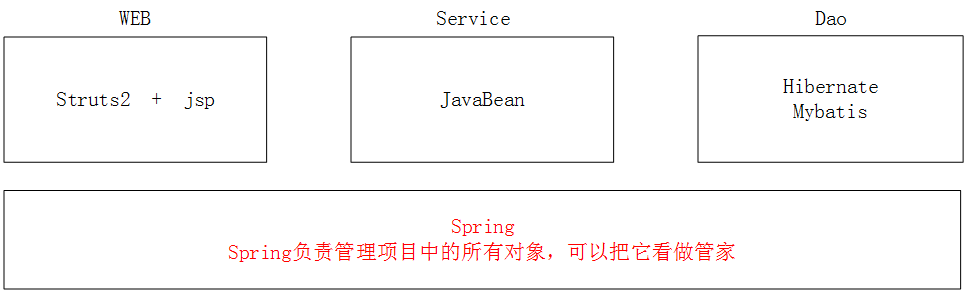 WEB
Service
Dao
Struts2 + jsp
JavaBean
Hibernate
Mybatis
Spring
Spring负责管理项目中的所有对象，可以把它看做管家